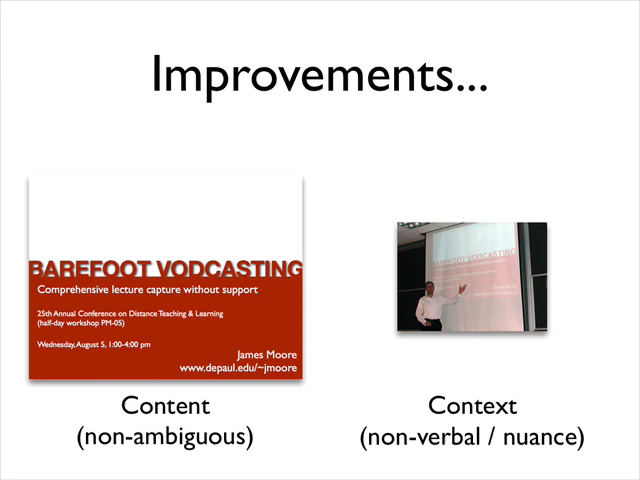 Improvements...
BAREFOOT VODCASTING
Comprehensive lecture capture without support
25th Annual Conference on Distance Teaching & Learning
(half-day workshop PM-05)
Wednesday, August 5, 1:00-4:00 pm
James Moore
www.depaul.edu/~jmoore
BAREFOOT VODCASTING
Content
(non-ambiguous)
Context
(non-verbal / nuance)